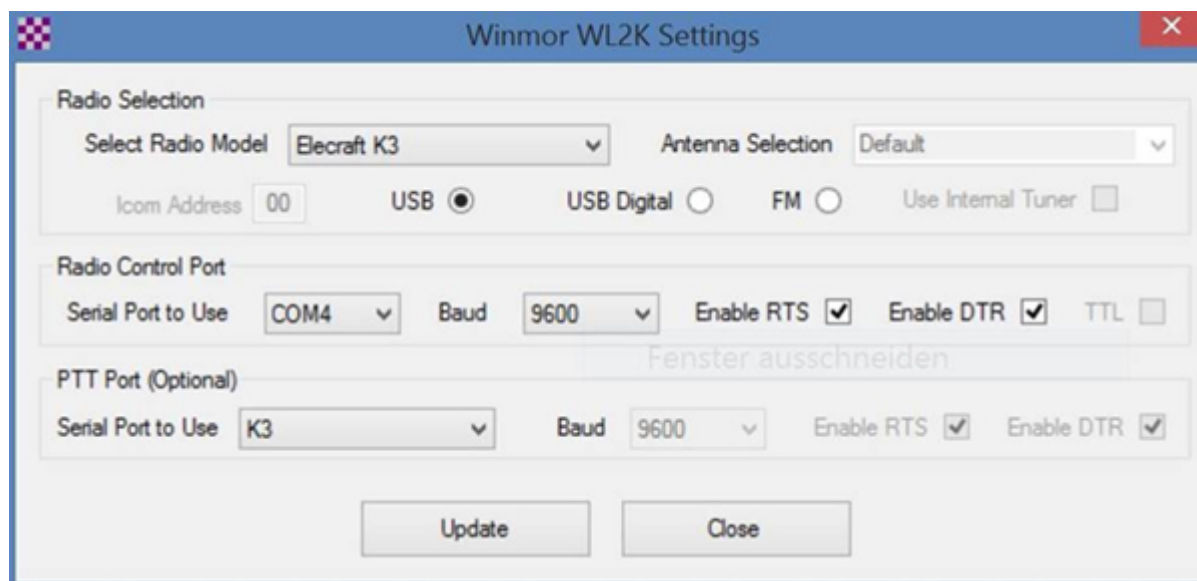 Winmor WL2K Settings
Radio Selection
Select Radio Model Elecraft K3 Antenna Selection Default
Icom Address 00 USB USB Digital FM Use Internal Tuner
Radio Control Port
Serial Port to Use COM4 Baud 9600 Enable RTS Enable DTR TTL
Fenster ausschneiden
PTT Port (Optional)
Serial Port to Use K3 Baud 9600 Enable RTS Enable DTR
Update Close